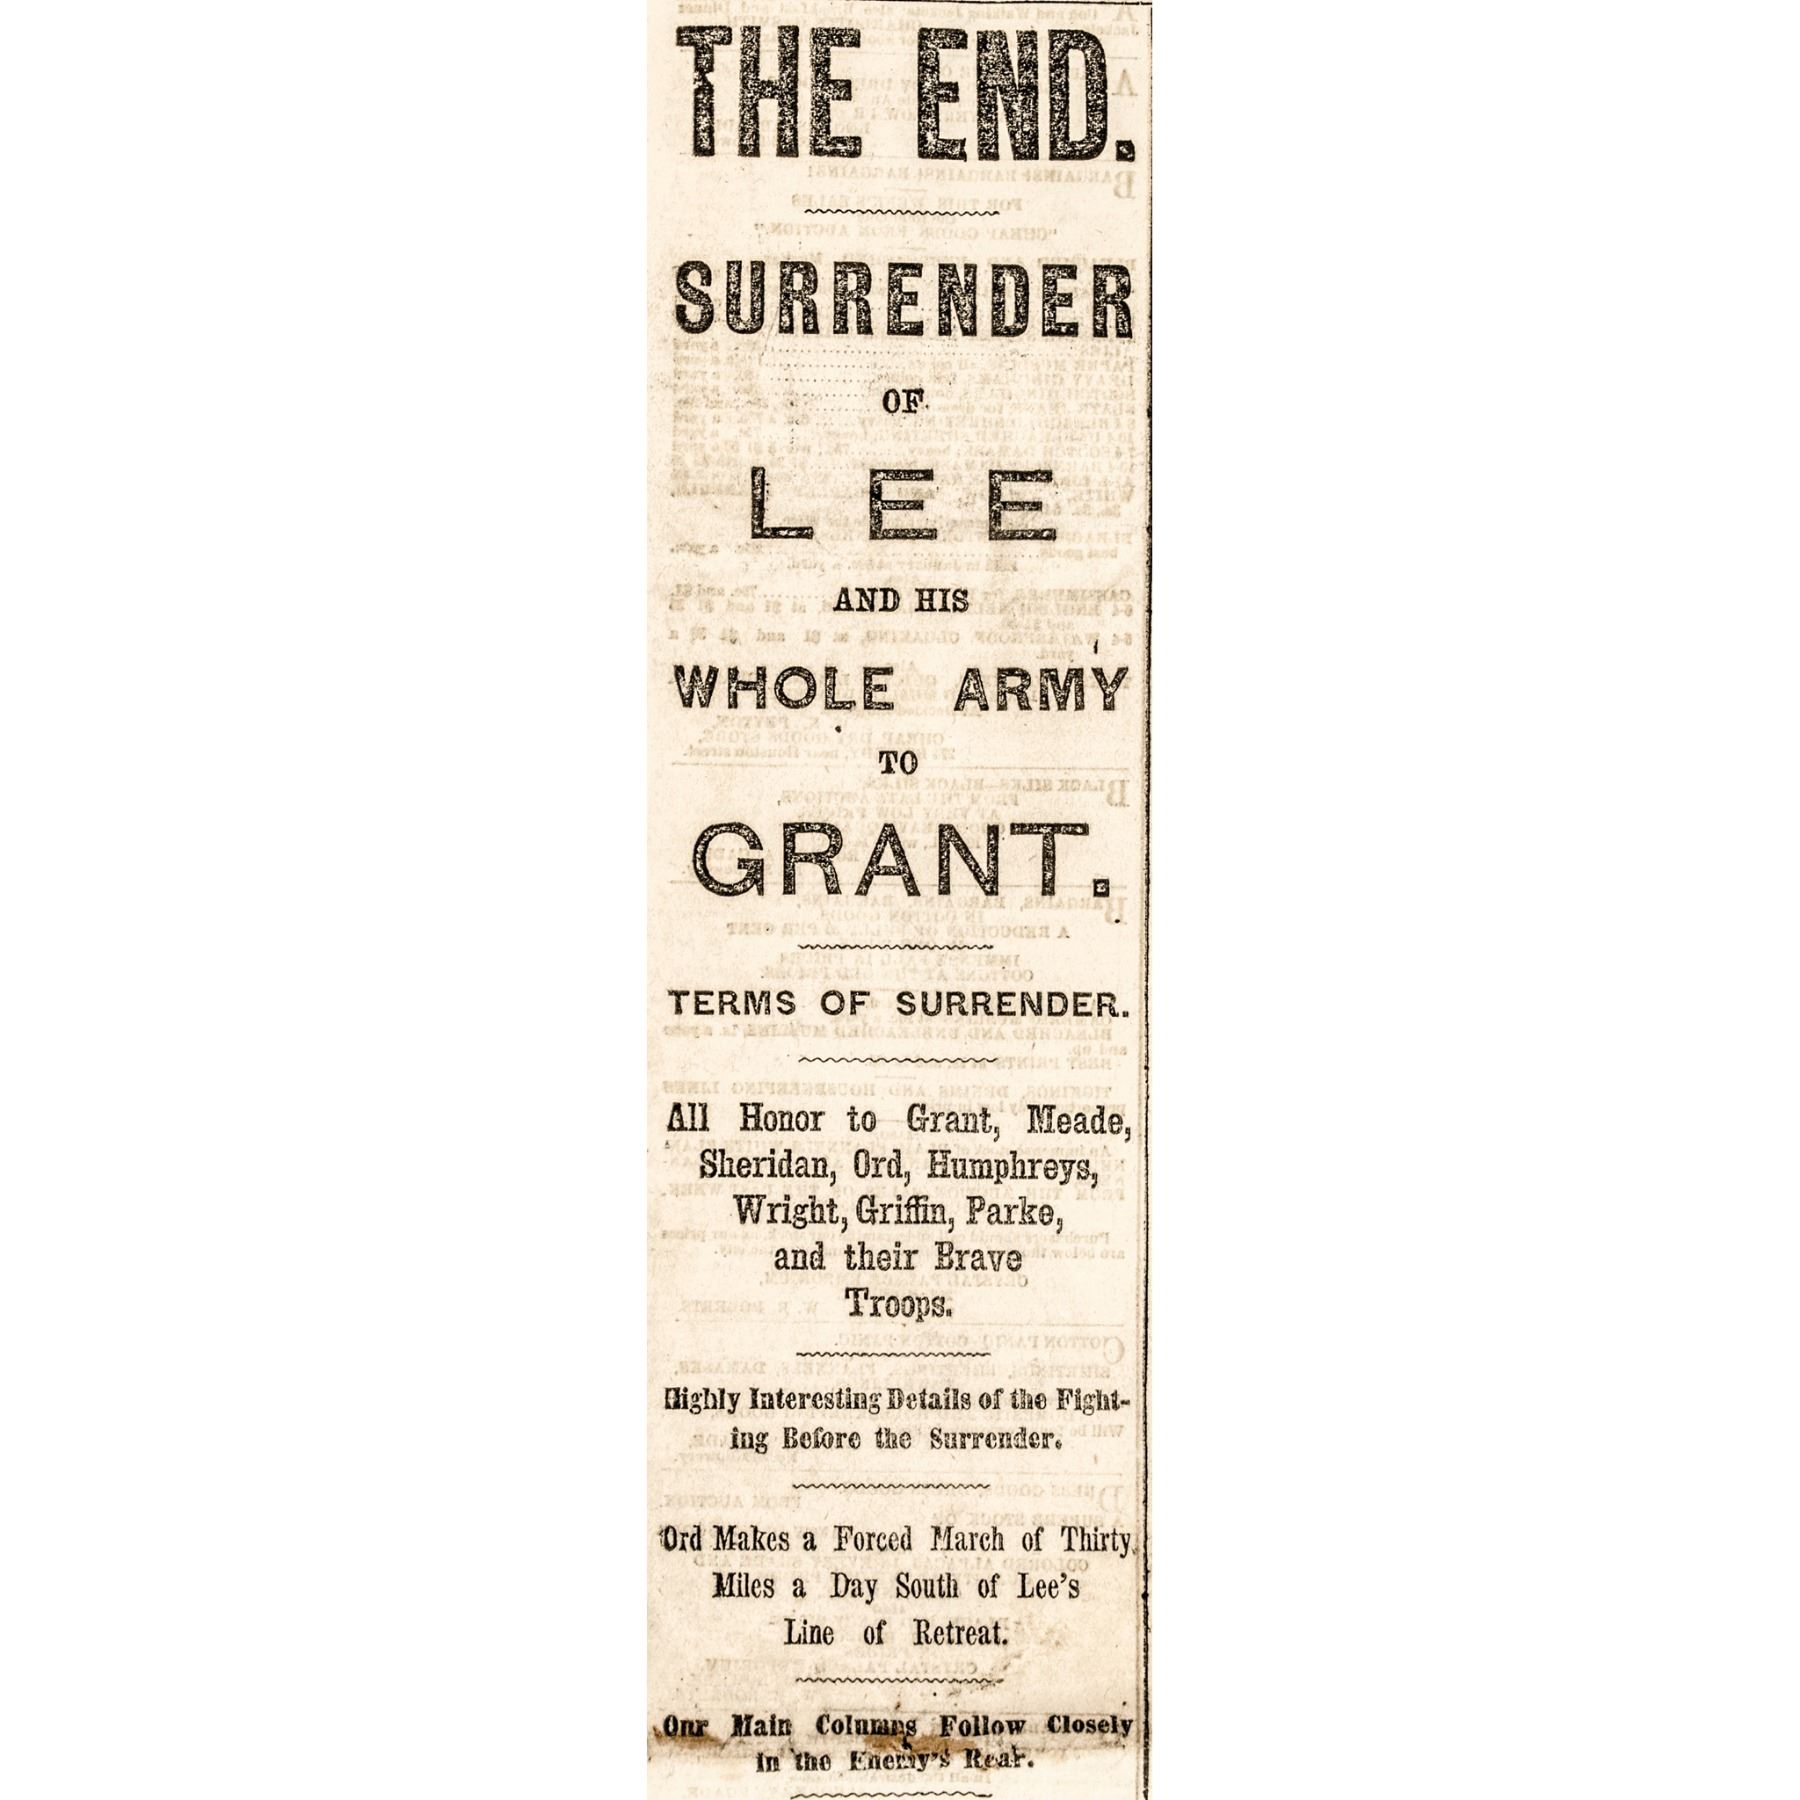 THE END.
SURRENDER
OF
LEE
AND HIS
WHOLE ARMY
TO
GRANT.
TERMS OF SURRENDER.
All Honor to Grant, Meade,
Sheridan, Ord, Humphreys,
Wright, Griffin, Parke,
and their Brave
Troops.
Highly Interesting Details of the Fight-
ing Before the Surrender.
Ord Makes a Forced March of Thirty
Miles a Day South of Lee's
Line of Retreat.
Our Main Columns Follow Closely
in the Enemy's Rear.